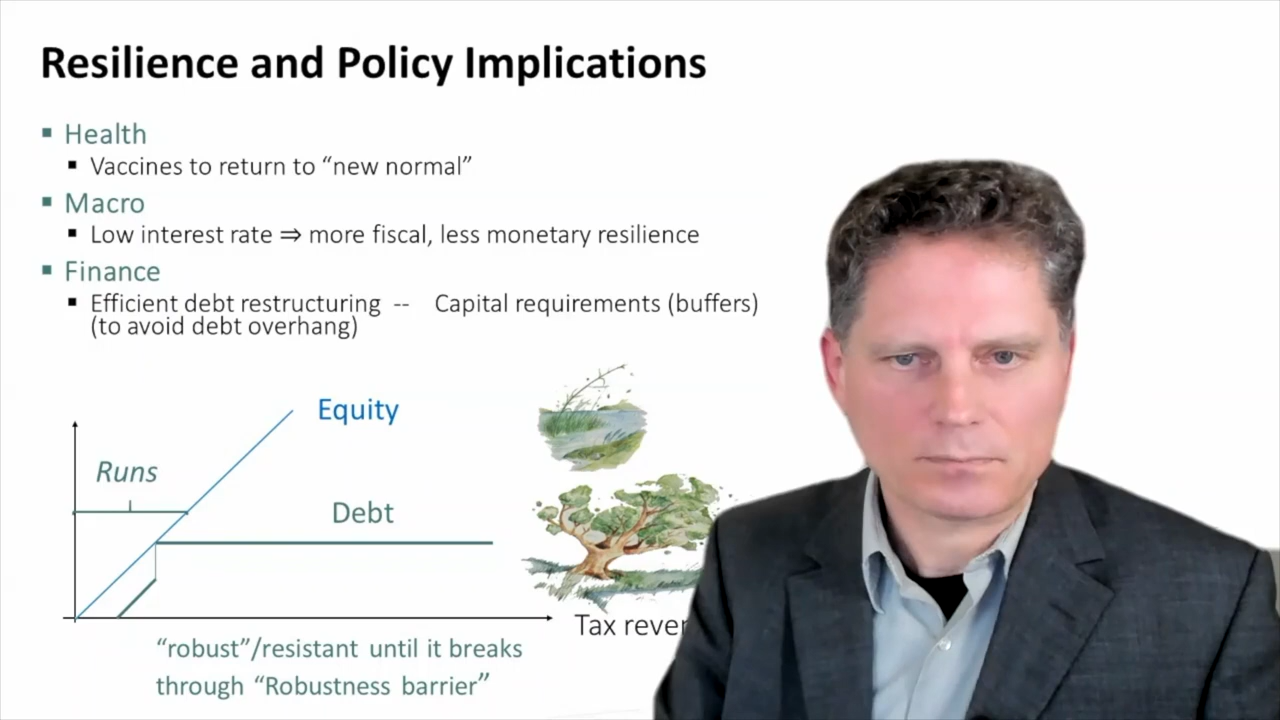 Resilience and Policy Implications
▪ Health
▪ Vaccines to return to “new normal”
▪ Macro
▪ Low interest rate ⇒ more fiscal, less monetary resilience
▪ Finance
▪ Efficient debt restructuring -- Capital requirements (buffers)
(to avoid debt overhang)
Equity
Runs
Debt
Tax
“robust”/resistant until it breaks
through “Robustness barrier”